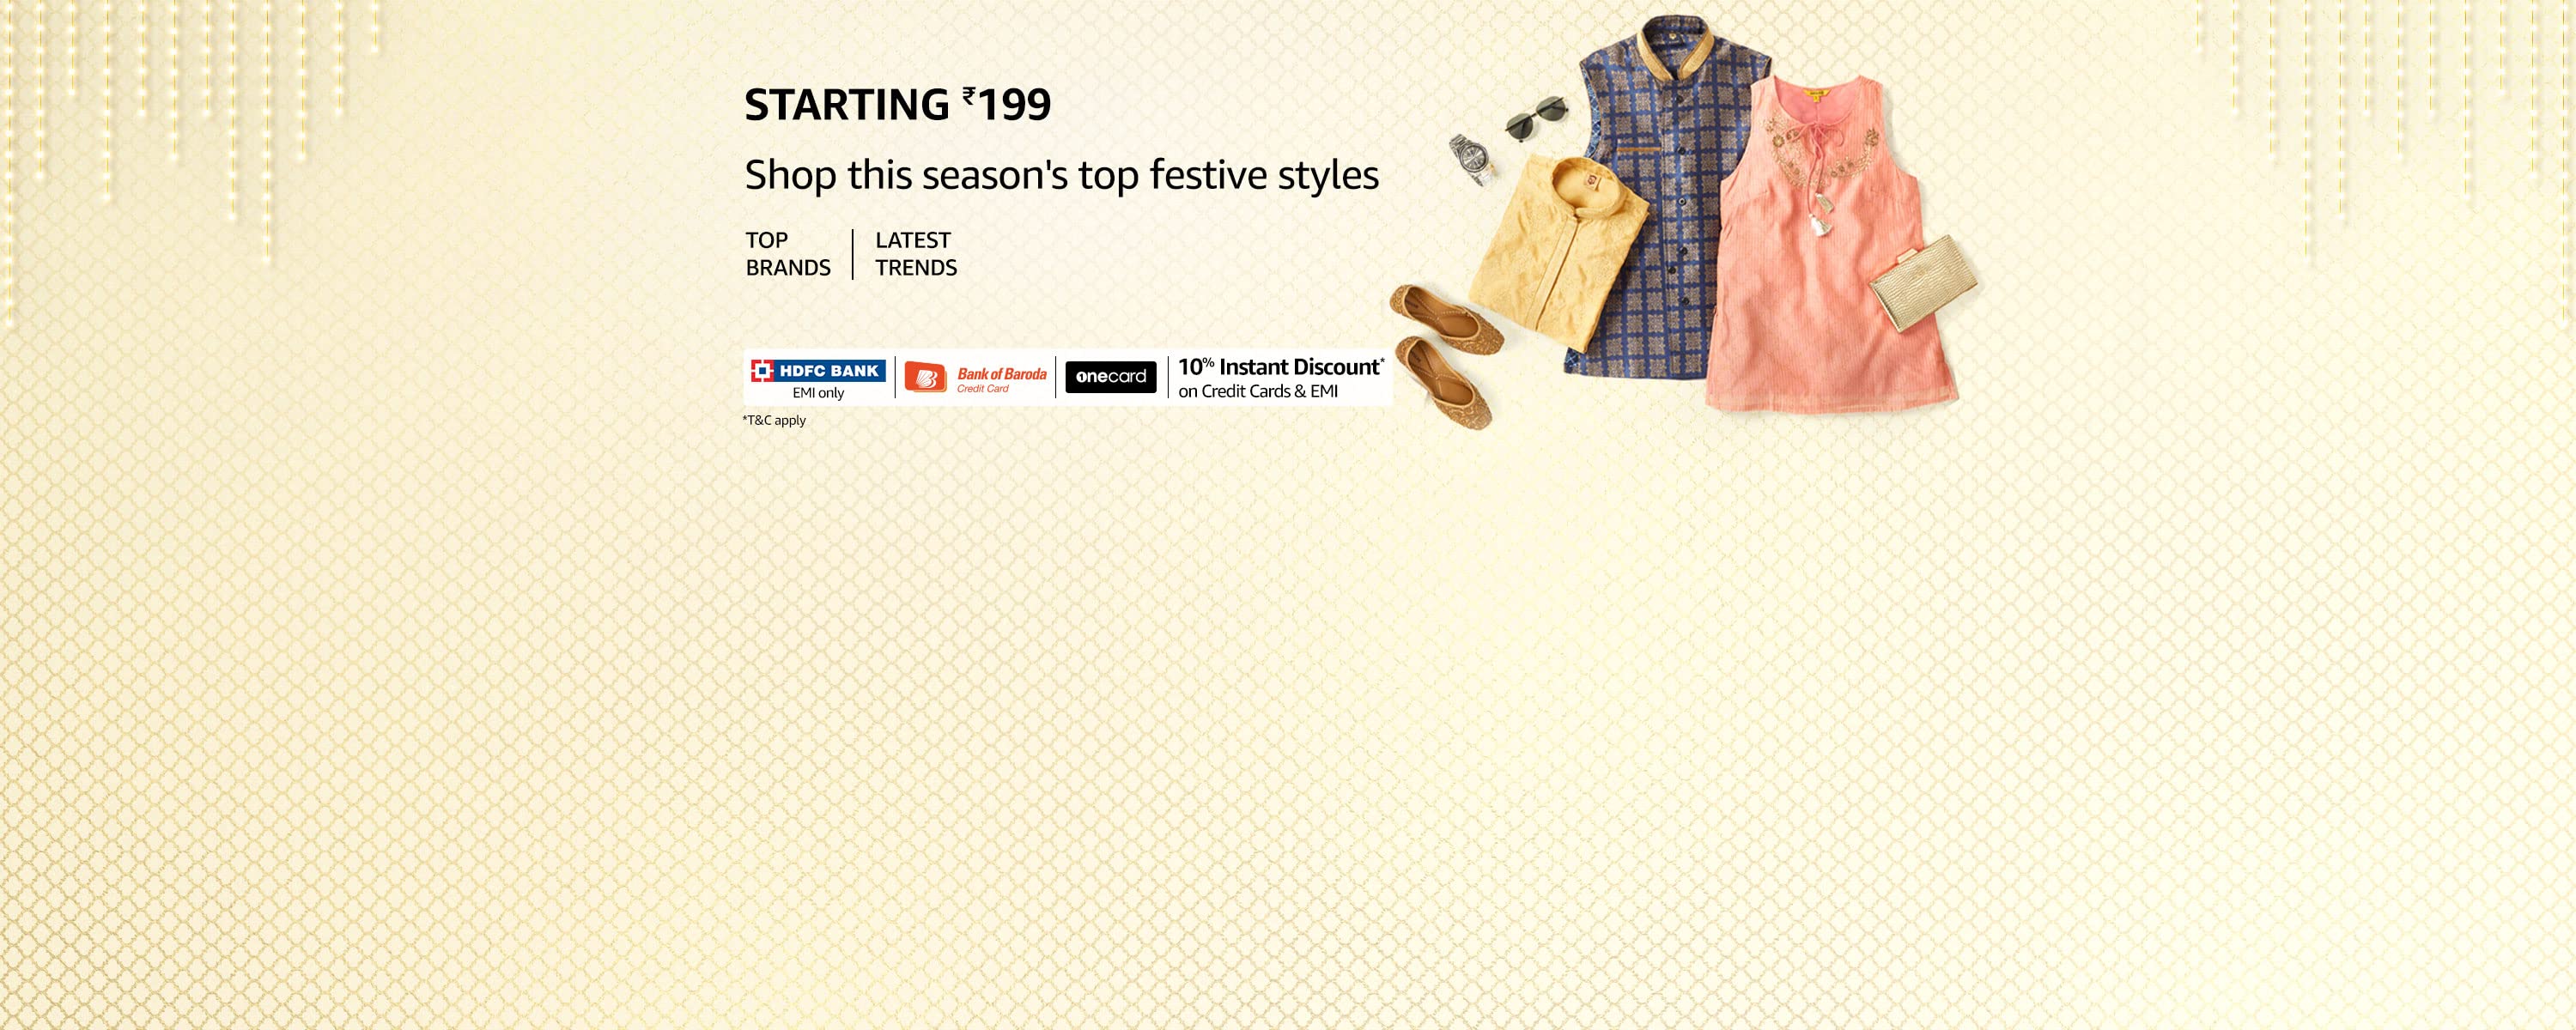 STARTING ₹199
Shop this season's top festive styles
TOP
BRANDS
LATEST
TRENDS
HDFC BANK
EMI only
Bank of Baroda
Credit Card
onecard
10% Instant Discount*
on Credit Cards & EMI
*T&C apply